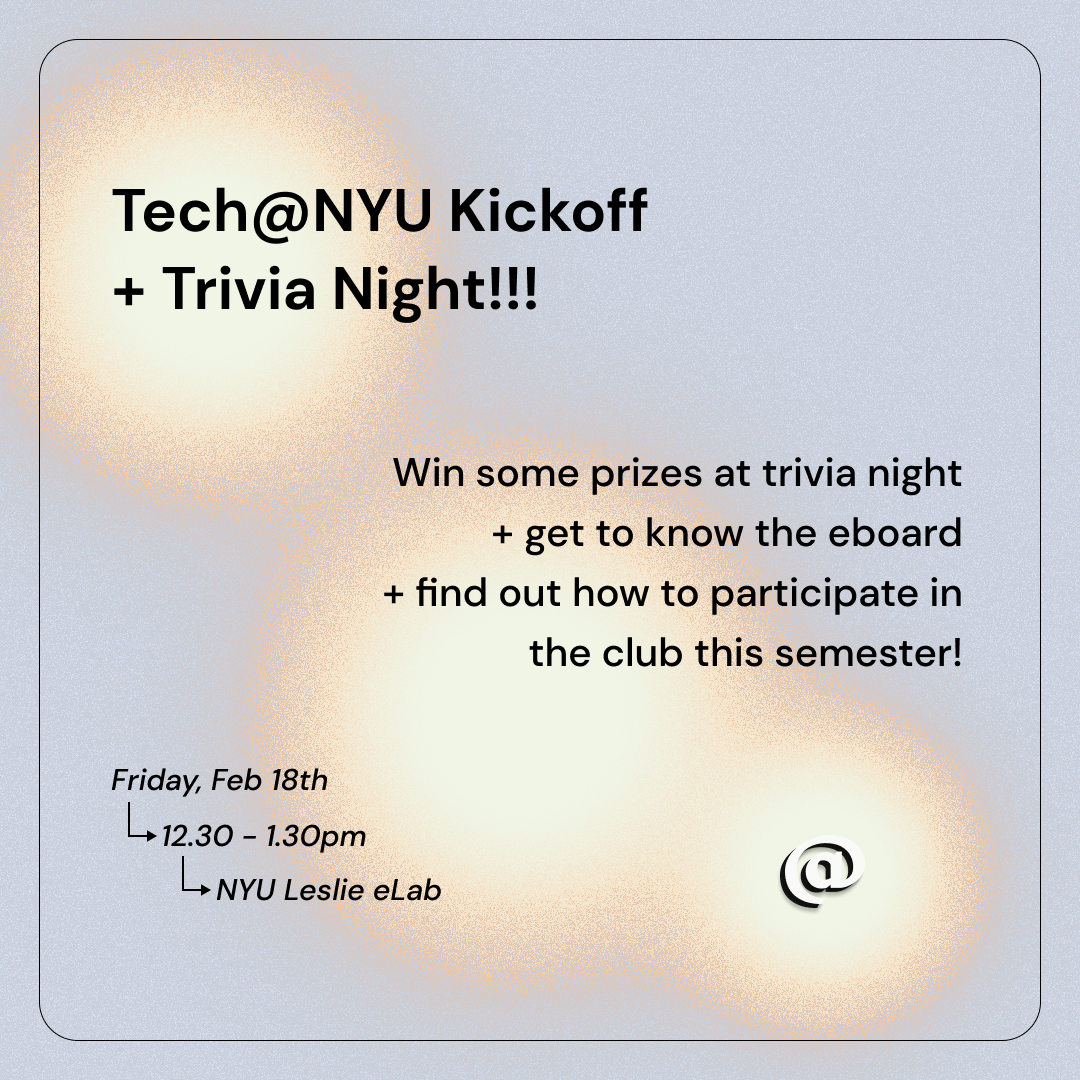 Tech@NYU Kickoff
+ Trivia Night!!!
Win some prizes at trivia night
+ get to know the eboard
+ find out how to participate in
the club this semester!
Friday, Feb 18th
12.30 – 1.30pm
NYU Leslie eLab
@